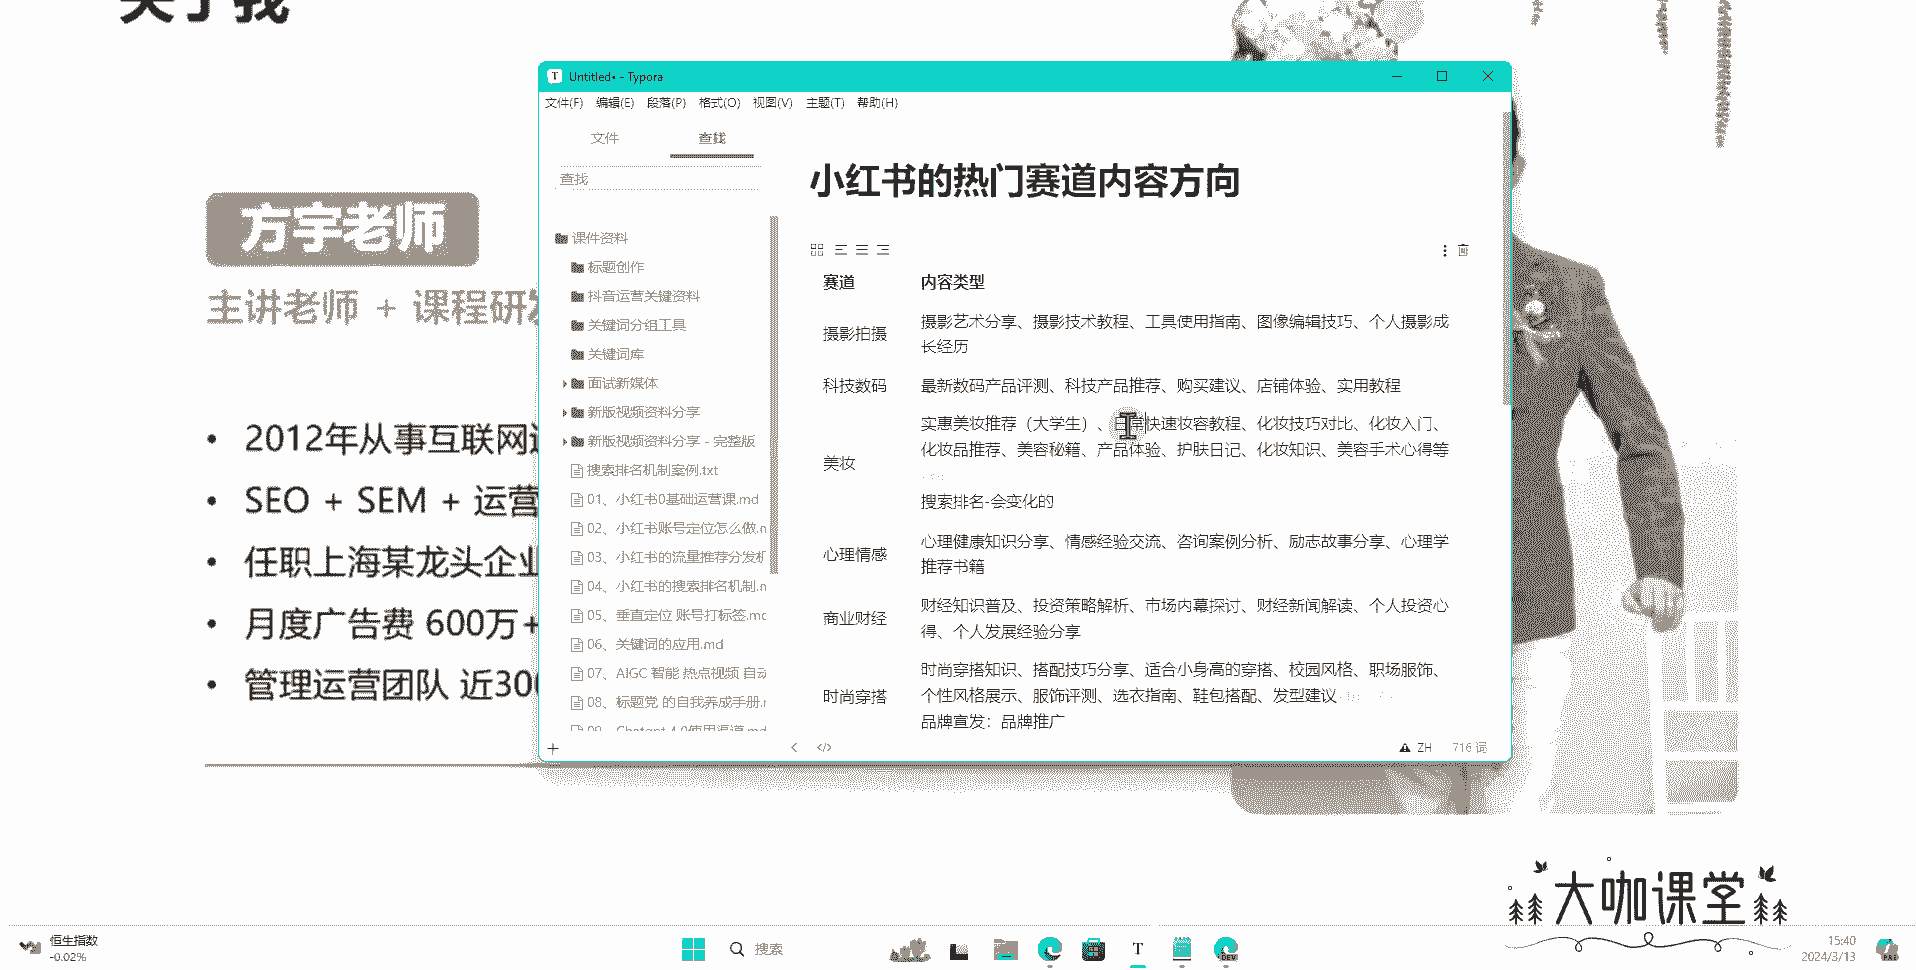 关于我
方宇老师
主讲老师 + 课程研发
2012年从事互联网
SEO + SEM + 运营
任职上海某龙头企业
月度广告费 600万+
管理运营团队 近300
Untitled• - Typora
文件(F) 编辑(E) 段落(P) 格式(O) 视图(V) 主题(T) 帮助(H)
文件 查找
查找
课件资料
标题创作
抖音运营关键资料
关键词分组工具
关键词库
面试新媒体
新版视频资料分享
新版视频资料分享 - 完整版
搜索排名机制案例.txt
01、小红书0基础运营课.md
02、小红书账号定位怎么做.m
03、小红书的流量推荐分发机
04、小红书的搜索排名机制.m
05、垂直定位 账号打标签.md
06、关键词的应用.md
07、AIGC 智能 热点视频 自动
08、标题党 的自我养成手册.m
09、Chatgpt 4.0使用渠道.md
小红书的热门赛道内容方向
赛道 内容类型
摄影拍摄 摄影艺术分享、摄影技术教程、工具使用指南、图像编辑技巧、个人摄影成
长经历
科技数码 最新数码产品评测、科技产品推荐、购买建议、店铺体验、实用教程
美妆 实惠美妆推荐（大学生）、日常快速妆容教程、化妆技巧对比、化妆入门、
化妆品推荐、美容秘籍、产品体验、护肤日记、化妆知识、美容手术心得等
搜索排名-会变化的
心理情感 心理健康知识分享、情感经验交流、咨询案例分析、励志故事分享、心理学
推荐书籍
商业财经 财经知识普及、投资策略解析、市场内幕探讨、财经新闻解读、个人投资心
得、个人发展经验分享
时尚穿搭 时尚穿搭知识、搭配技巧分享、适合小身高的穿搭、校园风格、职场服饰、
个性风格展示、服饰评测、选衣指南、鞋包搭配、发型建议
品牌宣发：品牌推广
ZH 716 词
大咖课堂
恒生指数
-0.02%
搜索
DEV
15:40
2024/3/13
PRE